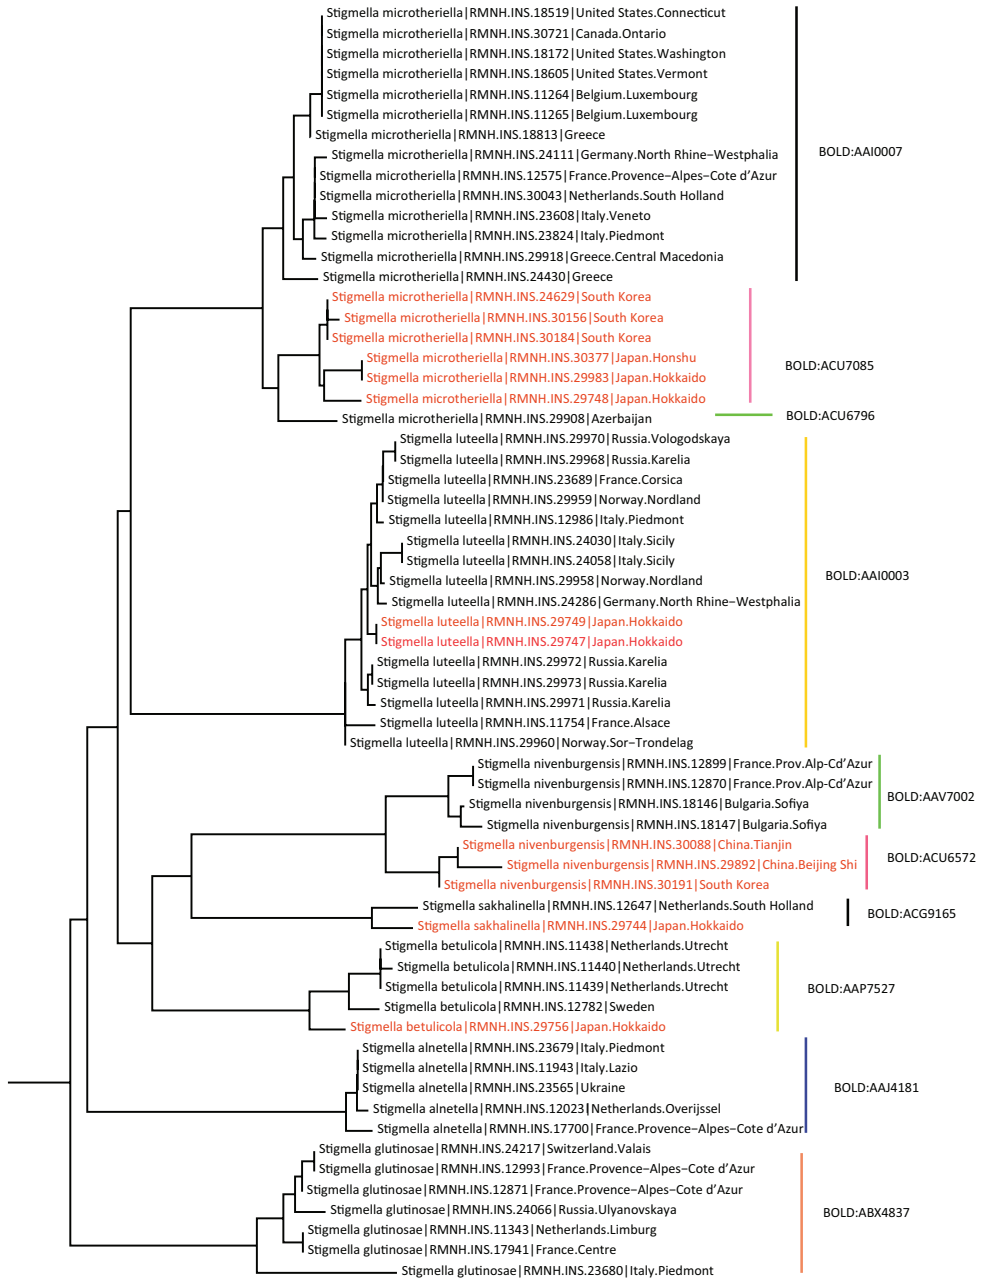 Stigmella microtheriella|RMNH.INS.18519|United States.Connecticut
Stigmella microtheriella|RMNH.INS.30721|Canada.Ontario
Stigmella microtheriella|RMNH.INS.18172|United States.Washington
Stigmella microtheriella|RMNH.INS.18605|United States.Vermont
Stigmella microtheriella|RMNH.INS.11264|Belgium.Luxembourg
Stigmella microtheriella|RMNH.INS.11265|Belgium.Luxembourg
Stigmella microtheriella|RMNH.INS.18813|Greece
BOLD:AAI0007
Stigmella microtheriella|RMNH.INS.24111|Germany.North Rhine−Westphalia
Stigmella microtheriella|RMNH.INS.12575|France.Provence−Alpes−Cote d'Azur
Stigmella microtheriella|RMNH.INS.30043|Netherlands.South Holland
Stigmella microtheriella|RMNH.INS.23608|Italy.Veneto
Stigmella microtheriella|RMNH.INS.23824|Italy.Piedmont
Stigmella microtheriella|RMNH.INS.29918|Greece.Central Macedonia
Stigmella microtheriella|RMNH.INS.24430|Greece
Stigmella microtheriella|RMNH.INS.24629|South Korea
Stigmella microtheriella|RMNH.INS.30156|South Korea
Stigmella microtheriella|RMNH.INS.30184|South Korea
Stigmella microtheriella|RMNH.INS.30377|Japan.Honshu
BOLD:ACU7085
Stigmella microtheriella|RMNH.INS.29983|Japan.Hokkaido
Stigmella microtheriella|RMNH.INS.29748|Japan.Hokkaido
Stigmella microtheriella|RMNH.INS.29908|Azerbaijan
BOLD:ACU6796
Stigmella luteella|RMNH.INS.29970|Russia.Vologodskaya
Stigmella luteella|RMNH.INS.29968|Russia.Karelia
Stigmella luteella|RMNH.INS.23689|France.Corsica
Stigmella luteella|RMNH.INS.29959|Norway.Nordland
Stigmella luteella|RMNH.INS.12986|Italy.Piedmont
Stigmella luteella|RMNH.INS.24030|Italy.Sicily
Stigmella luteella|RMNH.INS.24058|Italy.Sicily
BOLD:AAI0003
Stigmella luteella|RMNH.INS.29958|Norway.Nordland
Stigmella luteella|RMNH.INS.24286|Germany.North Rhine−Westphalia
Stigmella luteella|RMNH.INS.29749|Japan.Hokkaido
Stigmella luteella|RMNH.INS.29747|Japan.Hokkaido
Stigmella luteella|RMNH.INS.29972|Russia.Karelia
Stigmella luteella|RMNH.INS.29973|Russia.Karelia
Stigmella luteella|RMNH.INS.29971|Russia.Karelia
Stigmella luteella|RMNH.INS.11754|France.Alsace
Stigmella luteella|RMNH.INS.29960|Norway.Sor−Trondelag
Stigmella nivenburgensis|RMNH.INS.12899|France.Prov.Alp-Cd'Azur
Stigmella nivenburgensis|RMNH.INS.12870|France.Prov.Alp-Cd'Azur
BOLD:AAV7002
Stigmella nivenburgensis|RMNH.INS.18146|Bulgaria.Sofiya
Stigmella nivenburgensis|RMNH.INS.18147|Bulgaria.Sofiya
Stigmella nivenburgensis|RMNH.INS.30088|China.Tianjin
BOLD:ACU6572
Stigmella nivenburgensis|RMNH.INS.29892|China.Beijing Shi
Stigmella nivenburgensis|RMNH.INS.30191|South Korea
Stigmella sakhalinella|RMNH.INS.12647|Netherlands.South Holland
BOLD:ACG9165
Stigmella sakhalinella|RMNH.INS.29744|Japan.Hokkaido
Stigmella betulicola|RMNH.INS.11438|Netherlands.Utrecht
Stigmella betulicola|RMNH.INS.11440|Netherlands.Utrecht
Stigmella betulicola|RMNH.INS.11439|Netherlands.Utrecht
BOLD:AAP7527
Stigmella betulicola|RMNH.INS.12782|Sweden
Stigmella betulicola|RMNH.INS.29756|Japan.Hokkaido
Stigmella alnetella|RMNH.INS.23679|Italy.Piedmont
Stigmella alnetella|RMNH.INS.11943|Italy.Lazio
Stigmella alnetella|RMNH.INS.23565|Ukraine
BOLD:AAJ4181
Stigmella alnetella|RMNH.INS.12023|Netherlands.Overijssel
Stigmella alnetella|RMNH.INS.17700|France.Provence−Alpes−Cote d'Azur
Stigmella glutinosae|RMNH.INS.24217|Switzerland.Valais
Stigmella glutinosae|RMNH.INS.12993|France.Provence−Alpes−Cote d'Azur
Stigmella glutinosae|RMNH.INS.12871|France.Provence−Alpes−Cote d'Azur
Stigmella glutinosae|RMNH.INS.24066|Russia.Ulyanovskaya
BOLD:ABX4837
Stigmella glutinosae|RMNH.INS.11343|Netherlands.Limburg
Stigmella glutinosae|RMNH.INS.17941|France.Centre
Stigmella glutinosae|RMNH.INS.23680|Italy.Piedmont